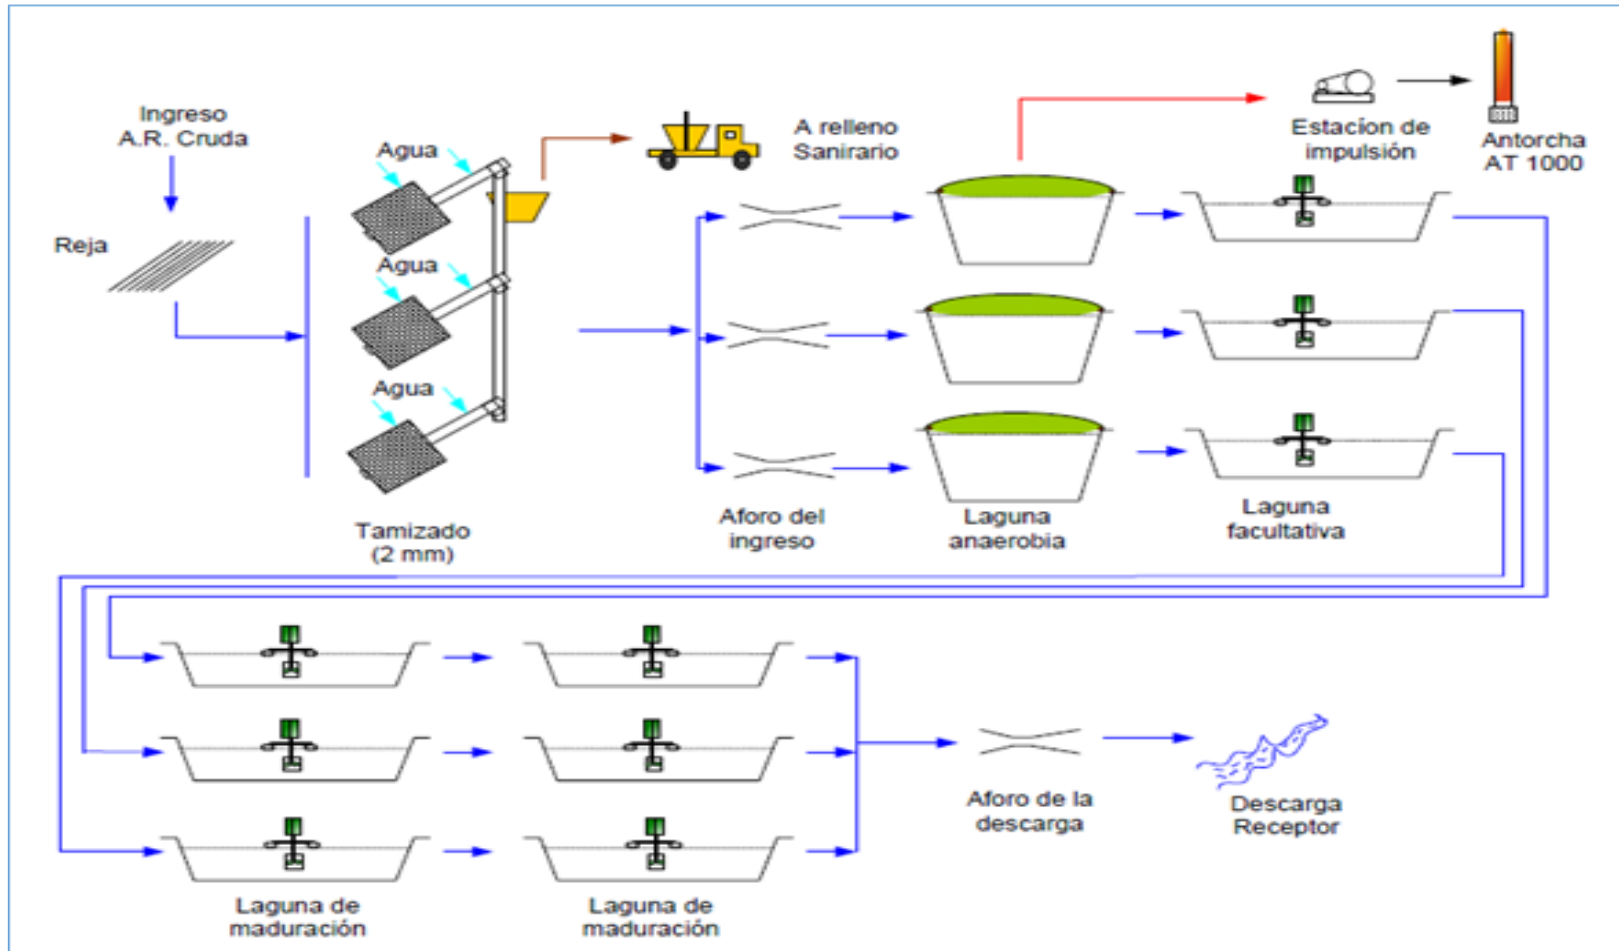 Ingreso
A.R. Cruda
Reja
Agua
Agua
Agua
Tamizado
(2 mm)
A relleno
Sanirario
Aforo del
ingreso
Laguna
anaerobia
Laguna
facultativa
Estacíon de
impulsión
Antorcha
AT 1000
Laguna de
maduración
Laguna de
maduración
Aforo de la
descarga
Descarga
Receptor